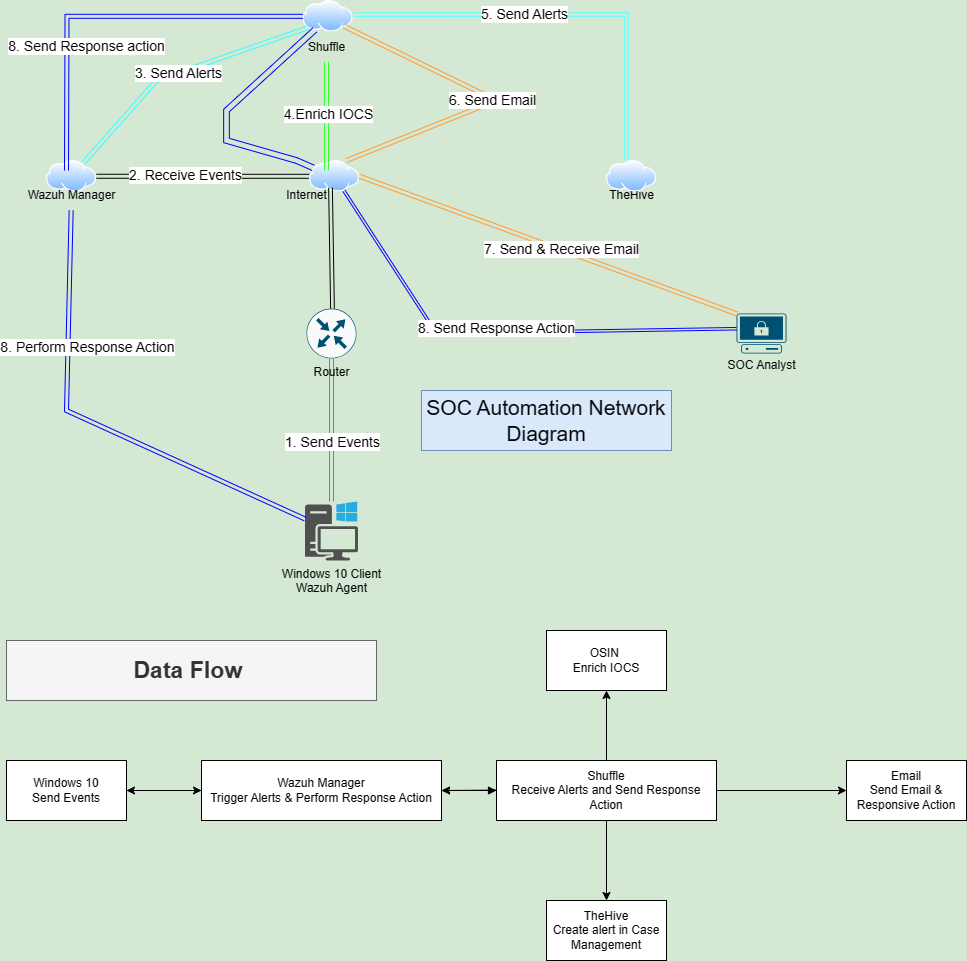 5. Send Alerts
8. Send Response action
Shuffle
3. Send Alerts
6. Send Email
4.Enrich IOCS
2. Receive Events
Wazuh Manager
Internet
TheHive
7. Send & Receive Email
8. Send Response Action
8. Perform Response Action
Router
SOC Analyst
SOC Automation Network
Diagram
1. Send Events
Windows 10 Client
Wazuh Agent
Data Flow
OSIN
Enrich IOCS
Windows 10
Send Events
Wazuh Manager
Trigger Alerts & Perform Response Action
Shuffle
Receive Alerts and Send Response
Action
Email
Send Email &
Responsive Action
TheHive
Create alert in Case
Management